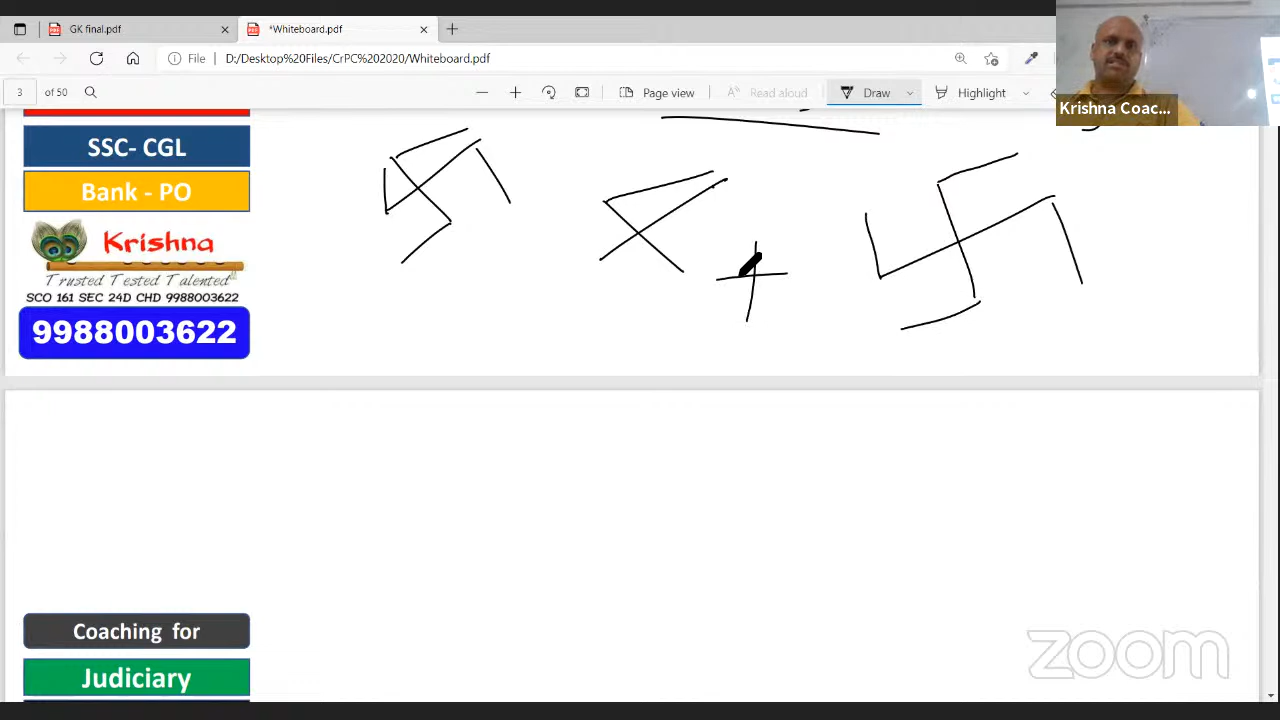 GK final.pdf
*Whiteboard.pdf
File D:/Desktop%20Files/CrPC%202020/Whiteboard.pdf
3 of 50
Page view
Read aloud
Draw
Highlight
Krishna Coac...
SSC- CGL
Bank - PO
Krishna
Trusted Tested Talented
SCO 161 SEC 24D CHD 9988003622
9988003622
Coaching for
Judiciary
zoom